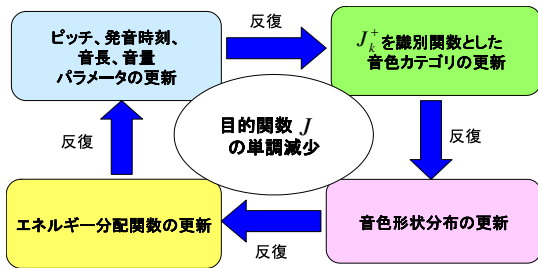 ピッチ、発音時刻、
音長、音量
パラメータの更新
反復
J_k^+を識別関数とした
音色カテゴリの更新
反復
目的関数 J
の単調減少
反復
エネルギー分配関数の更新
反復
音色形状分布の更新